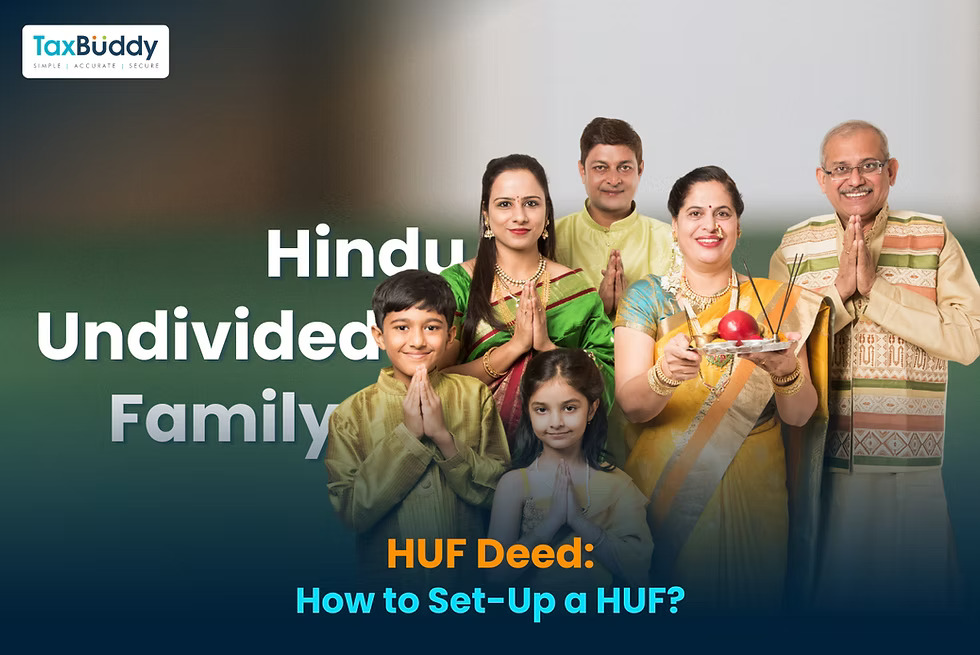 TaxBuddy
SIMPLE | ACCURATE | SECURE
Hindu
Undivided
Family
HUF Deed:
How to Set-Up a HUF?